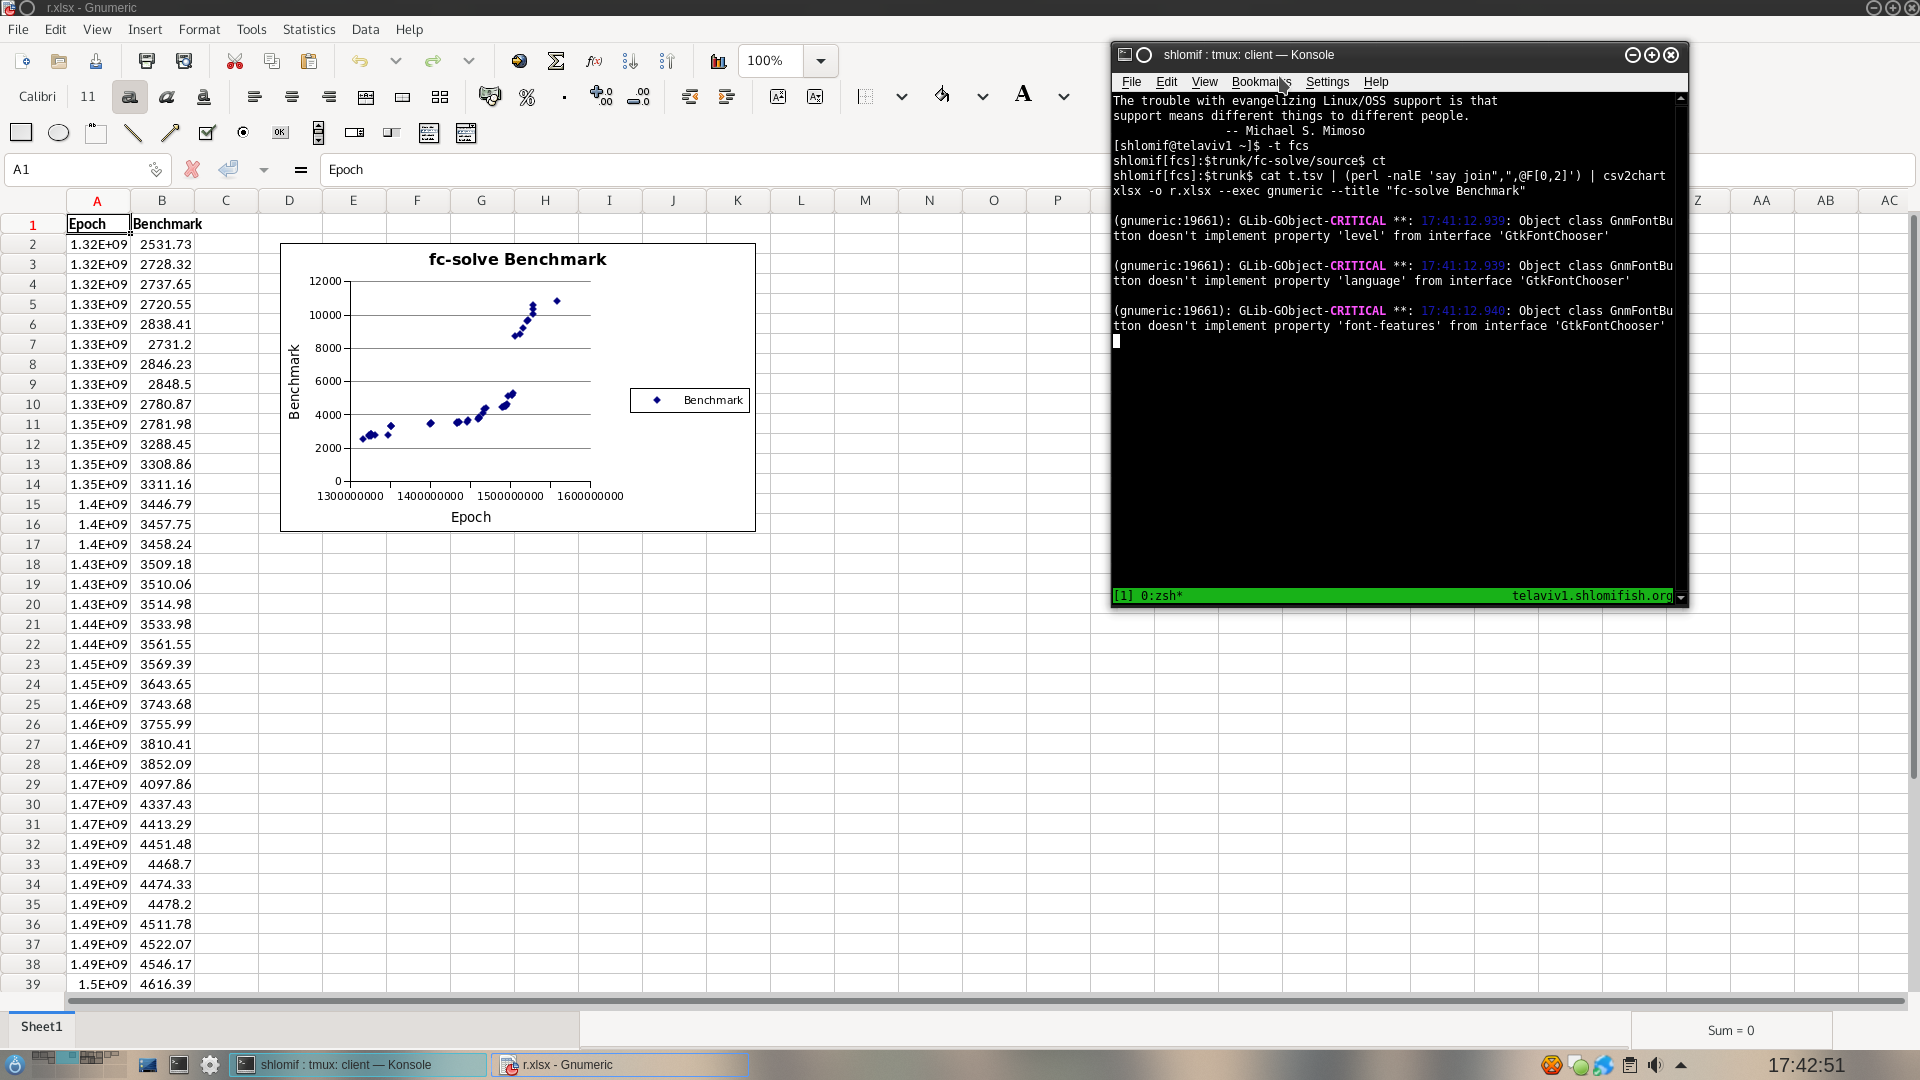 r.xlsx - Gnumeric
File Edit View Insert Format Tools Statistics Data Help
100%
Calibri 11
A1 Epoch
A B C D E F G H I J K L M N O P Z AA AB AC
1 Epoch Benchmark
2 1.32E+09 2531.73
3 1.32E+09 2728.32
4 1.32E+09 2737.65
5 1.33E+09 2720.55
6 1.33E+09 2838.41
7 1.33E+09 2731.2
8 1.33E+09 2846.23
9 1.33E+09 2848.5
10 1.33E+09 2780.87
11 1.35E+09 2781.98
12 1.35E+09 3288.45
13 1.35E+09 3308.86
14 1.35E+09 3311.16
15 1.4E+09 3446.79
16 1.4E+09 3457.75
17 1.4E+09 3458.24
18 1.43E+09 3509.18
19 1.43E+09 3510.06
20 1.43E+09 3514.98
21 1.44E+09 3533.98
22 1.44E+09 3561.55
23 1.45E+09 3569.39
24 1.45E+09 3643.65
25 1.46E+09 3743.68
26 1.46E+09 3755.99
27 1.46E+09 3810.41
28 1.46E+09 3852.09
29 1.47E+09 4097.86
30 1.47E+09 4337.43
31 1.47E+09 4413.29
32 1.49E+09 4451.48
33 1.49E+09 4468.7
34 1.49E+09 4474.33
35 1.49E+09 4478.2
36 1.49E+09 4511.78
37 1.49E+09 4522.07
38 1.49E+09 4546.17
39 1.5E+09 4616.39
fc-solve Benchmark
12000
10000
8000
6000
4000
2000
0
Benchmark
1300000000 1400000000 1500000000 1600000000
Epoch
Benchmark
shlomif : tmux: client — Konsole
File Edit View Bookmarks Settings Help
The trouble with evangelizing Linux/OSS support is that
support means different things to different people.
-- Michael S. Mimoso
[shlomif@telaviv1 ~]$ -t fcs
shlomif[fcs]:$trunk/fc-solve/source$ ct
shlomif[fcs]:$trunk$ cat t.tsv | (perl -nalE 'say join",",@F[0,2]') | csv2chart
xlsx -o r.xlsx --exec gnumeric --title "fc-solve Benchmark"
(gnumeric:19661): GLib-GObject-CRITICAL **: 17:41:12.939: Object class GnmFontBu
tton doesn't implement property 'level' from interface 'GtkFontChooser'
(gnumeric:19661): GLib-GObject-CRITICAL **: 17:41:12.939: Object class GnmFontBu
tton doesn't implement property 'language' from interface 'GtkFontChooser'
(gnumeric:19661): GLib-GObject-CRITICAL **: 17:41:12.940: Object class GnmFontBu
tton doesn't implement property 'font-features' from interface 'GtkFontChooser'
[1] 0:zsh* telaviv1.shlomifish.org
Sheet1
Sum = 0
shlomif : tmux: client — Konsole
r.xlsx - Gnumeric
17:42:51